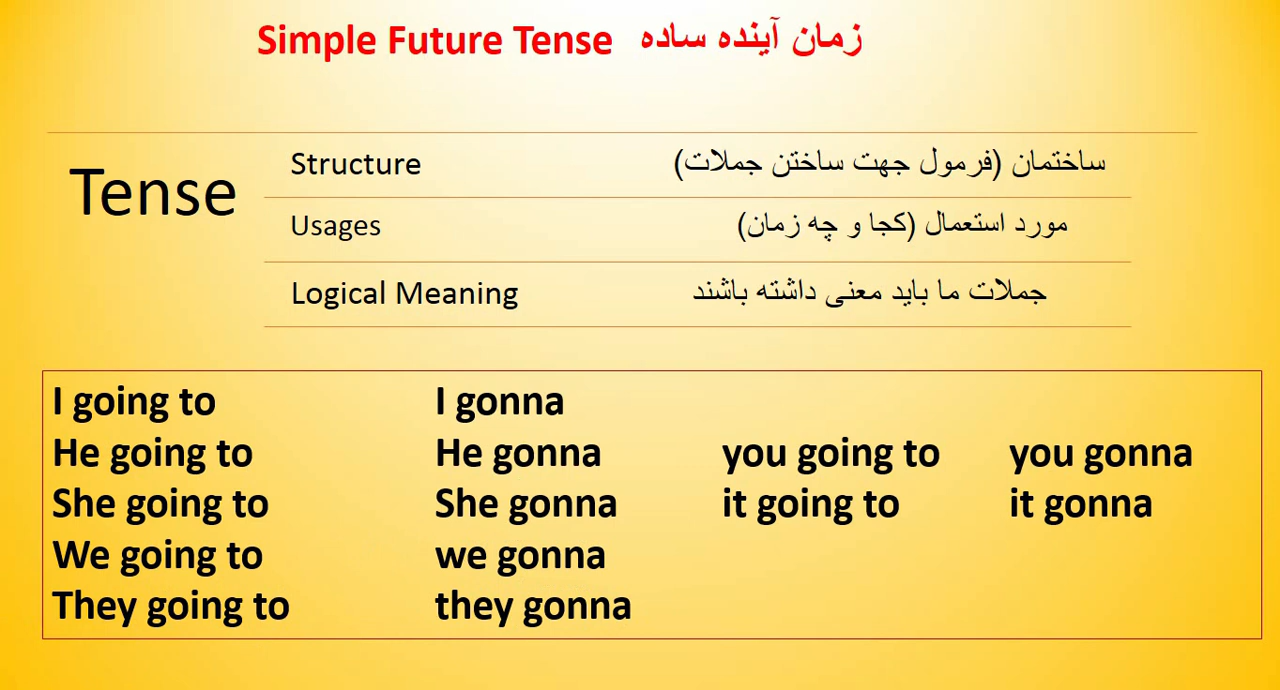 Simple Future Tense زمان آینده ساده
Tense
Structure ساختمان (فرمول جهت ساختن جملات)
Usages مورد استعمال (کجا و چه زمان)
Logical Meaning جملات ما باید معنی داشته باشند
I going to I gonna
He going to He gonna you going to you gonna
She going to She gonna it going to it gonna
We going to we gonna
They going to they gonna